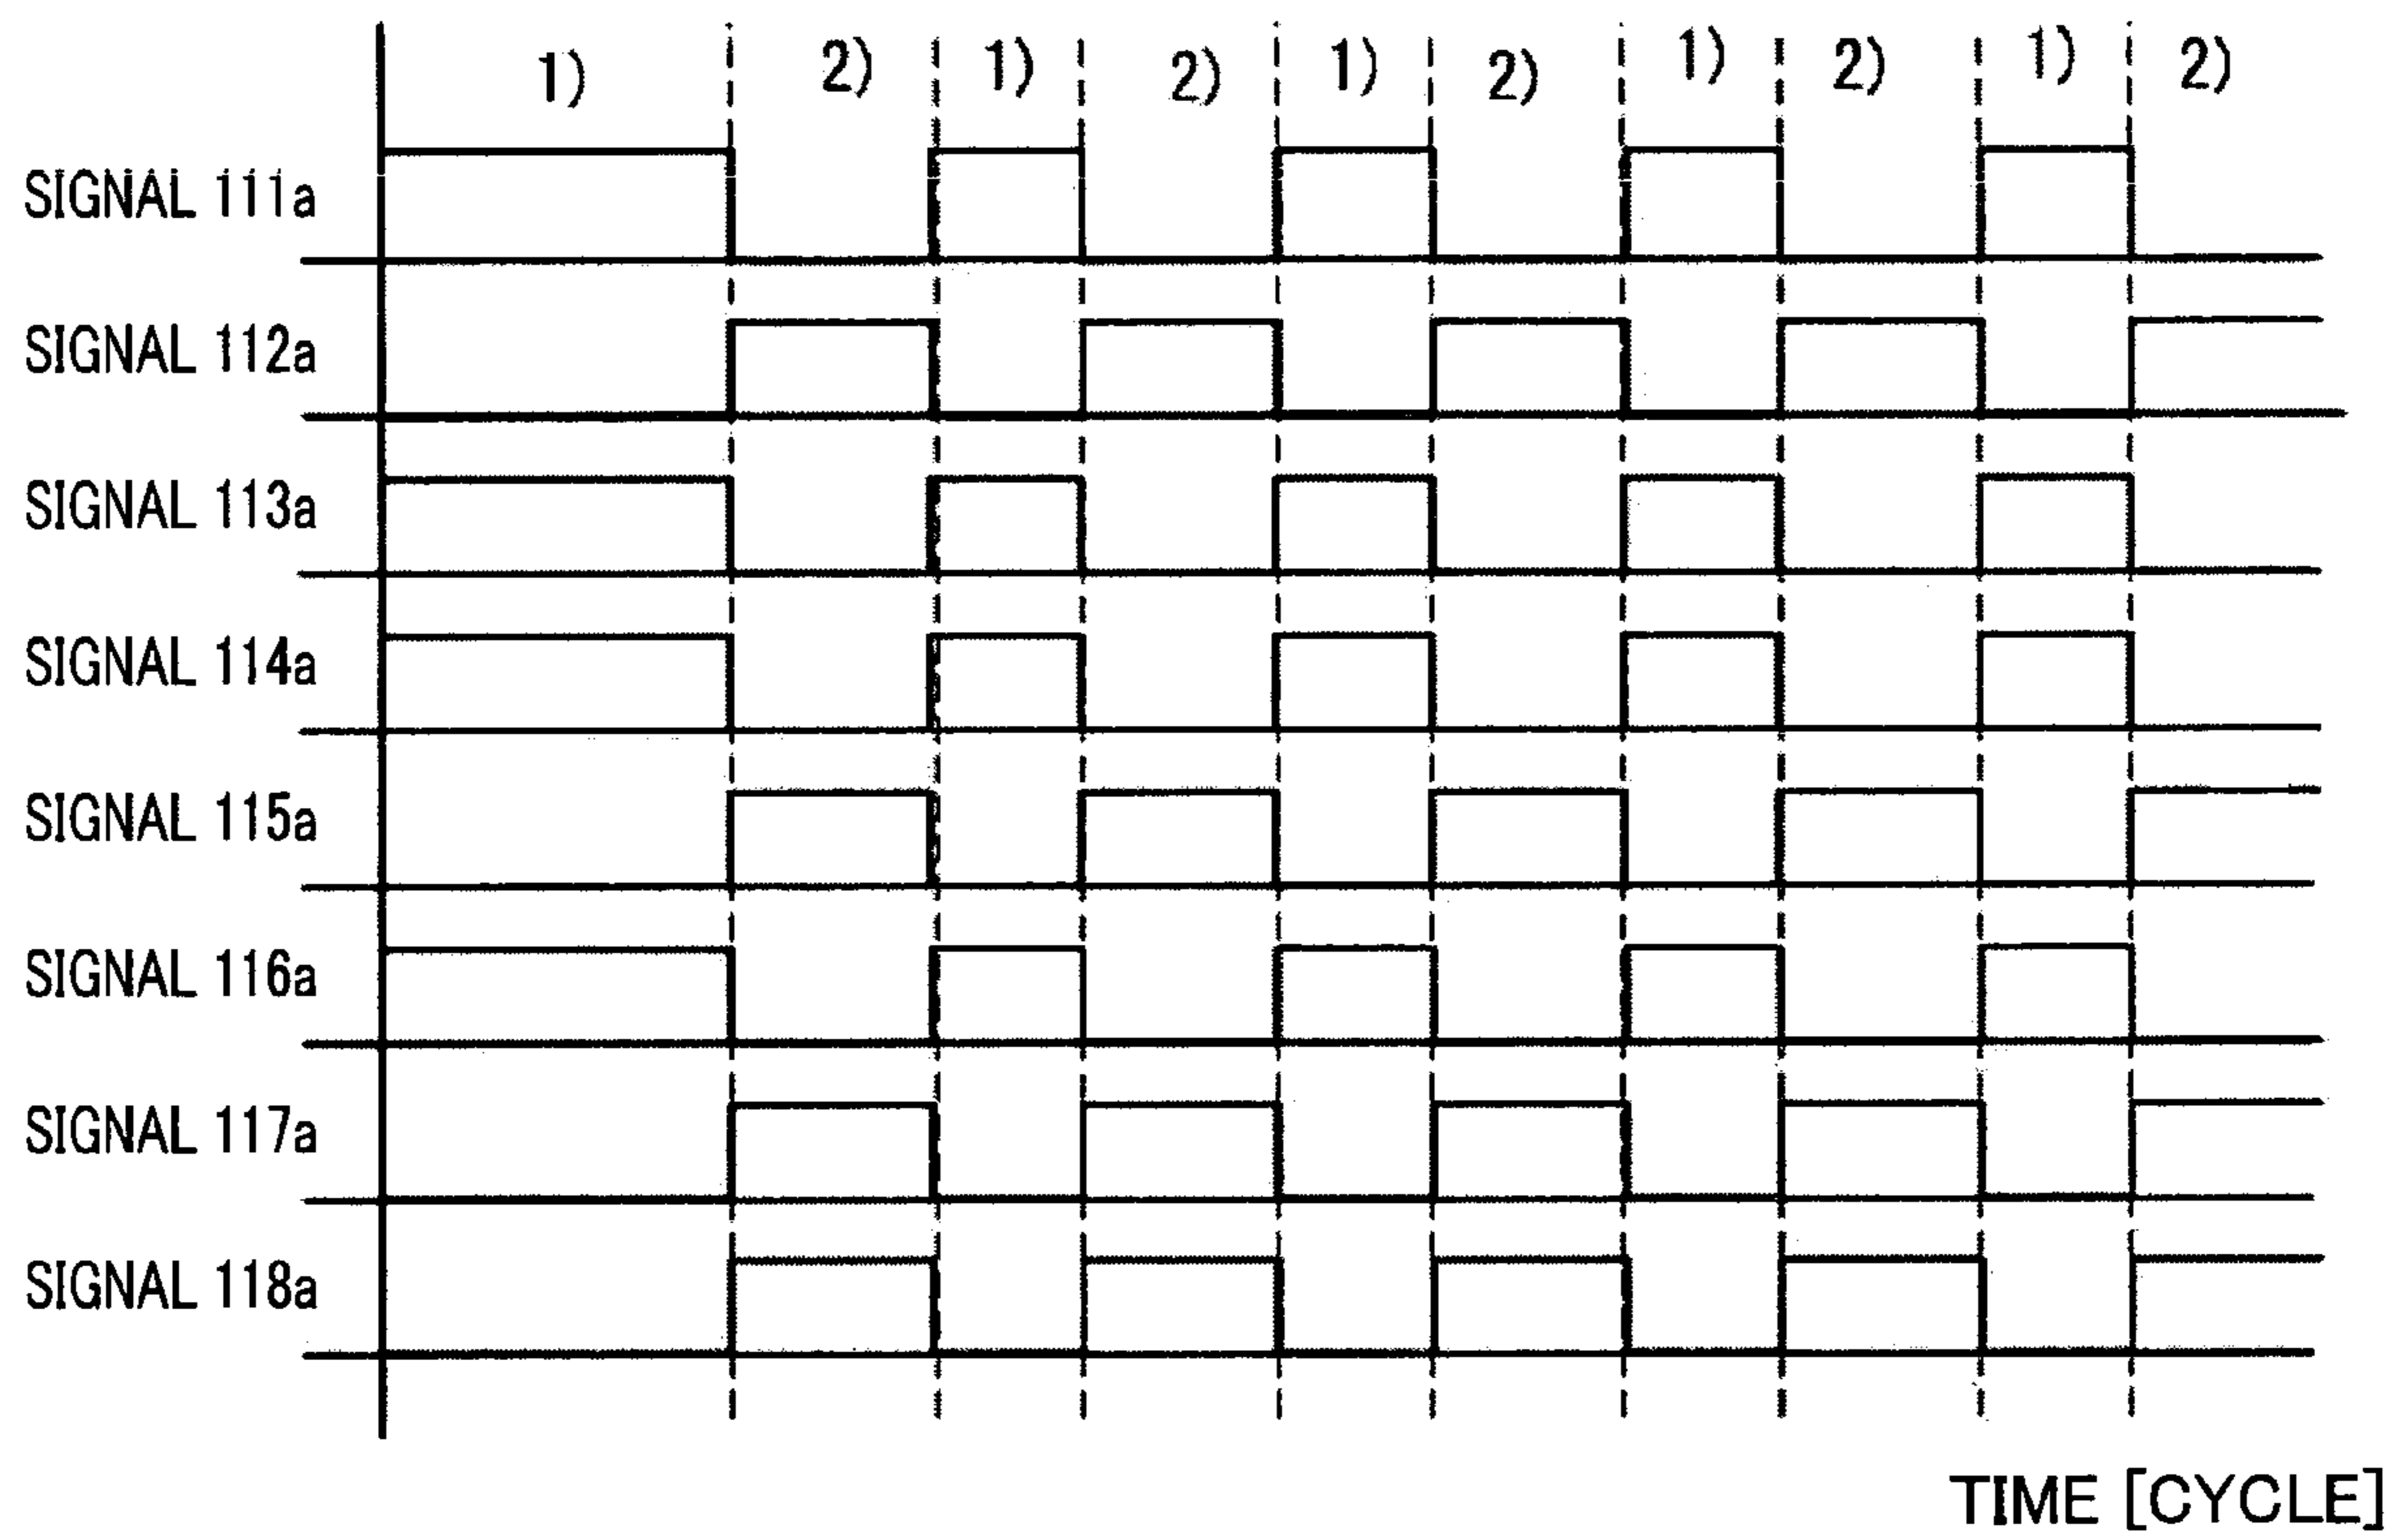 1) 2) 1) 2) 1) 2) 1) 2) 1) 2)
SIGNAL 111a
SIGNAL 112a
SIGNAL 113a
SIGNAL 114a
SIGNAL 115a
SIGNAL 116a
SIGNAL 117a
SIGNAL 118a
TIME [CYCLE]